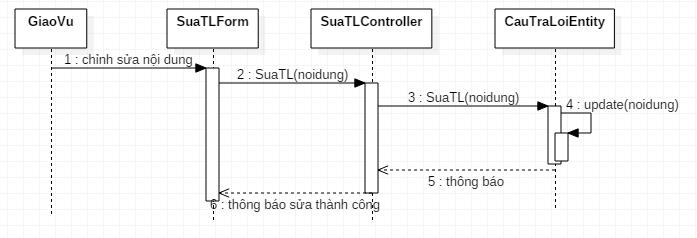 GiaoVu
SuaTLForm
SuaTLController
CauTraLoiEntity
1 : chỉnh sửa nội dung
2 : SuaTL(noidung)
3 : SuaTL(noidung)
4 : update(noidung)
5 : thông báo
6 : thông báo sửa thành công